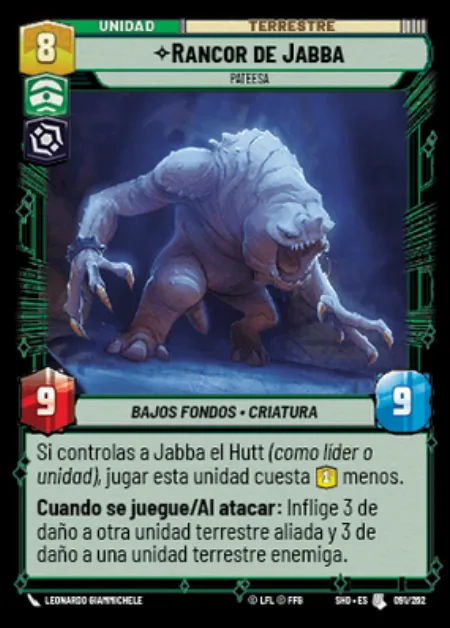 UNIDAD
TERRESTRE
8
RANCOR DE JABBA
PATEESA
9
BAJOS FONDOS • CRIATURA
9
Si controlas a Jabba el Hutt (como líder o
unidad), jugar esta unidad cuesta 1 menos.
Cuando se juegue/Al atacar: Inflige 3 de
daño a otra unidad terrestre aliada y 3 de
daño a una unidad terrestre enemiga.
LEONARDO GIAMMICHELE
© LFL © FFG
SHD • ES
091/262